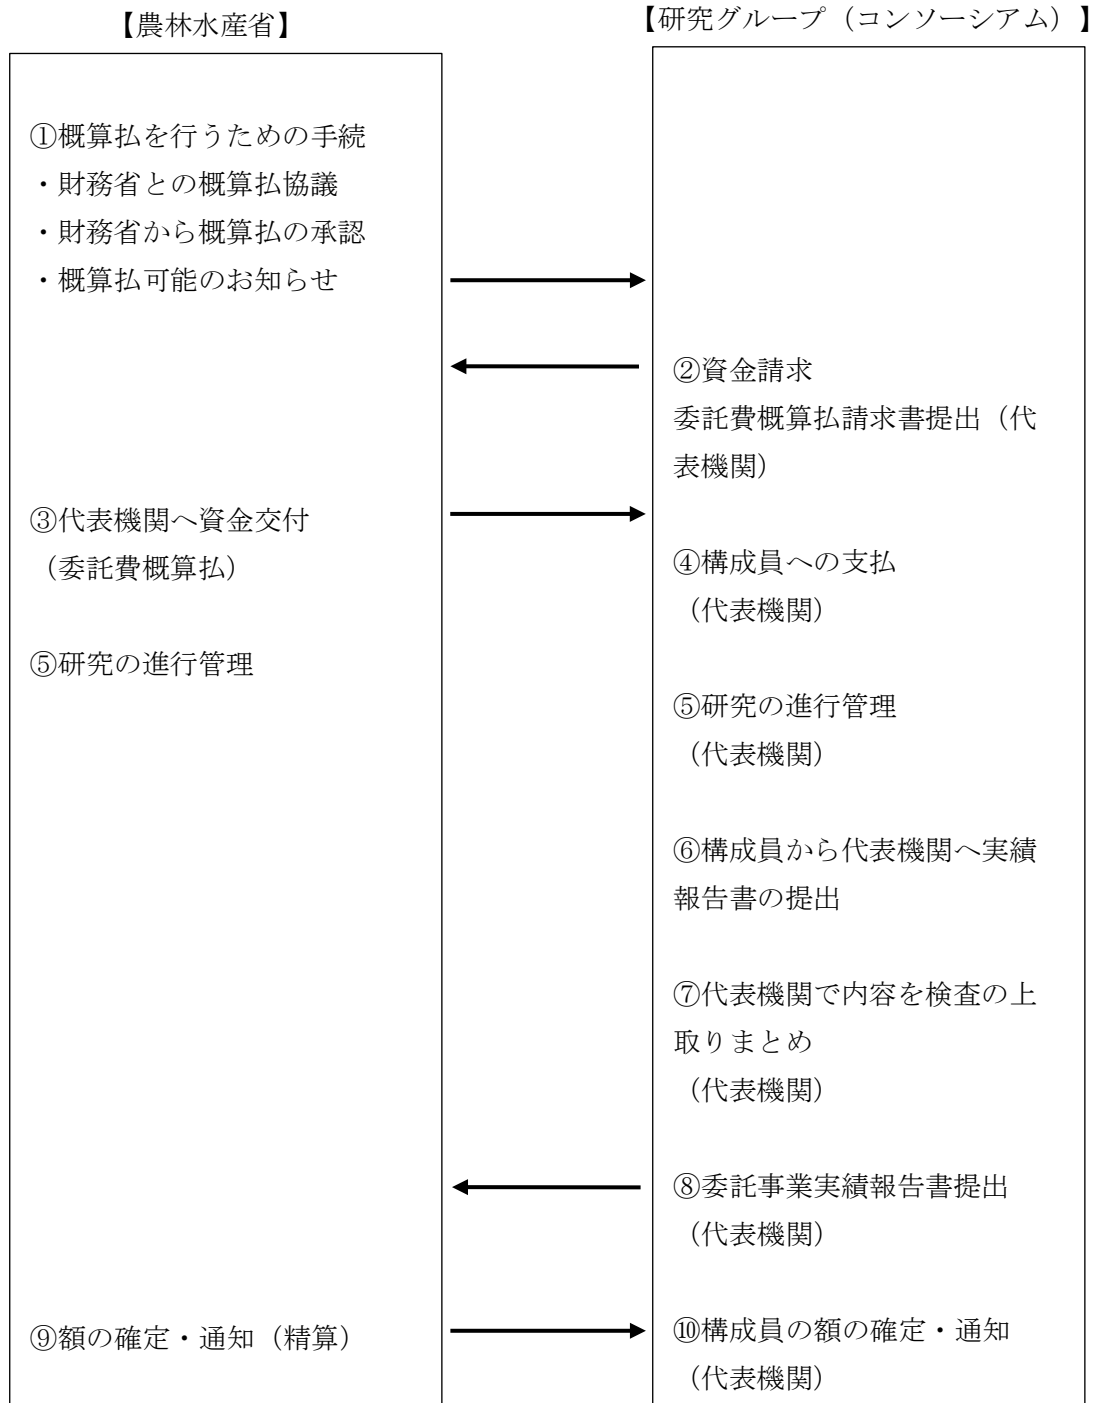 【農林水産省】
①概算払を行うための手続
・財務省との概算払協議
・財務省から概算払の承認
・概算払可能のお知らせ
③代表機関へ資金交付
（委託費概算払）
⑤研究の進行管理
⑨額の確定・通知（精算）
【研究グループ（コンソーシアム）】
②資金請求
委託費概算払請求書提出（代
表機関）
④構成員への支払
（代表機関）
⑤研究の進行管理
（代表機関）
⑥構成員から代表機関へ実績
報告書の提出
⑦代表機関で内容を検査の上
取りまとめ
（代表機関）
⑧委託事業実績報告書提出
（代表機関）
⑩構成員の額の確定・通知
（代表機関）